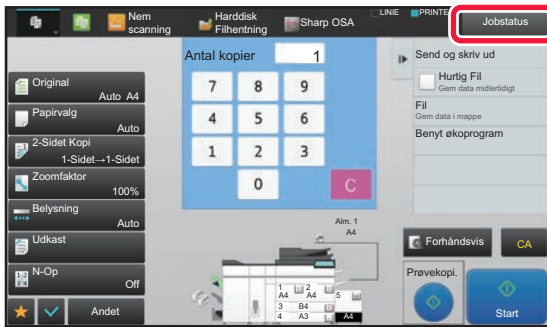 Nem
scanning
Harddisk
Filhentning
Sharp OSA
LINIE
PRINTE
Jobstatus
Original
Auto A4
Papirvalg
Auto
2-Sidet Kopi
1-Sidet→1-Sidet
Zoomfaktor
100%
Belysning
Auto
Udkast
N-Op
Off
Andet
Antal kopier 1
7 8 9
4 5 6
1 2 3
0 C
Alm. 1
A4
1 A4 2 A4 5
3 B4
4 A3 A4
Send og skriv ud
Hurtig Fil
Gem data midlertidigt
Fil
Gem data i mappe
Benyt økoprogram
Forhåndsvis
CA
Prøvekopi.
Start